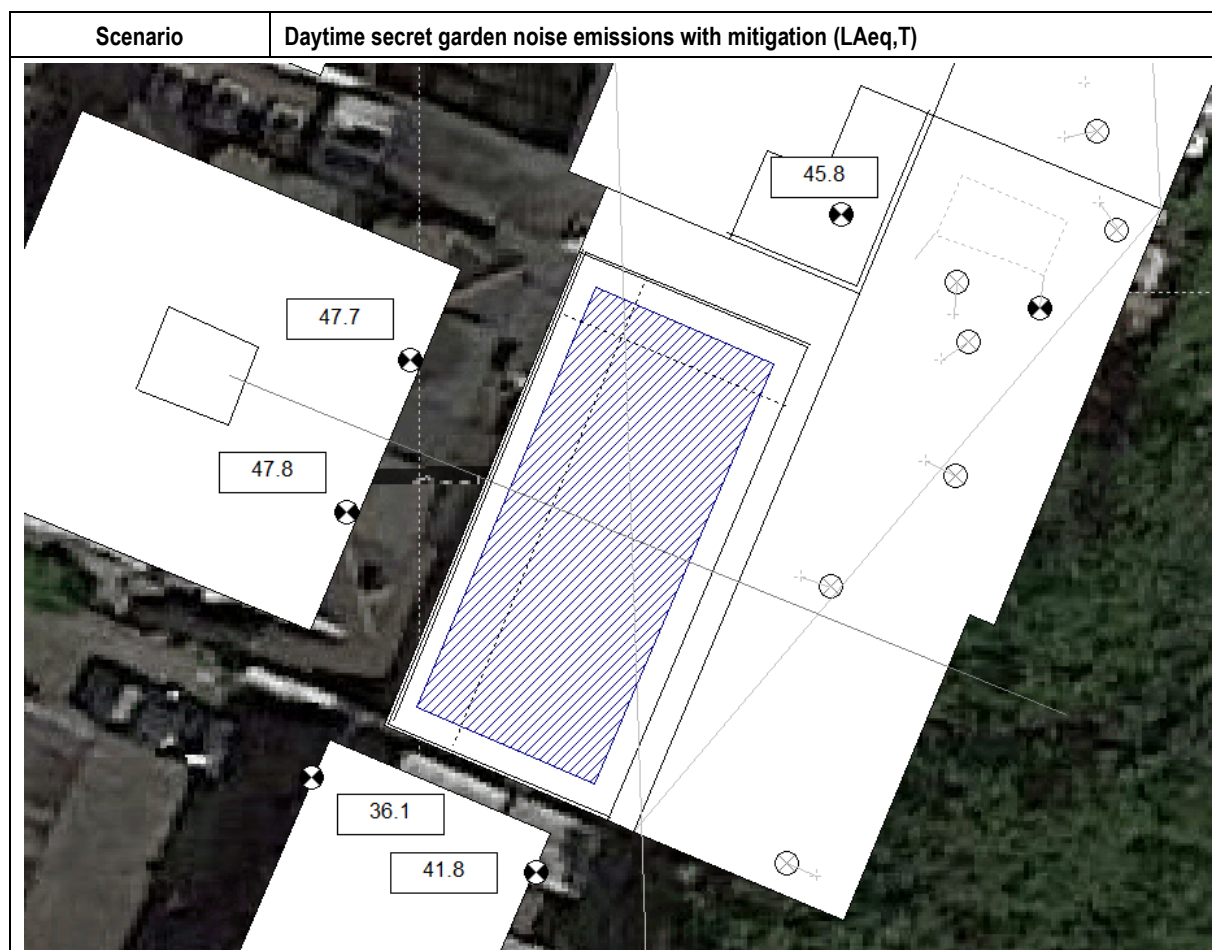 Scenario
Daytime secret garden noise emissions with mitigation (LAeq,T)
45.8
47.7
47.8
36.1
41.8